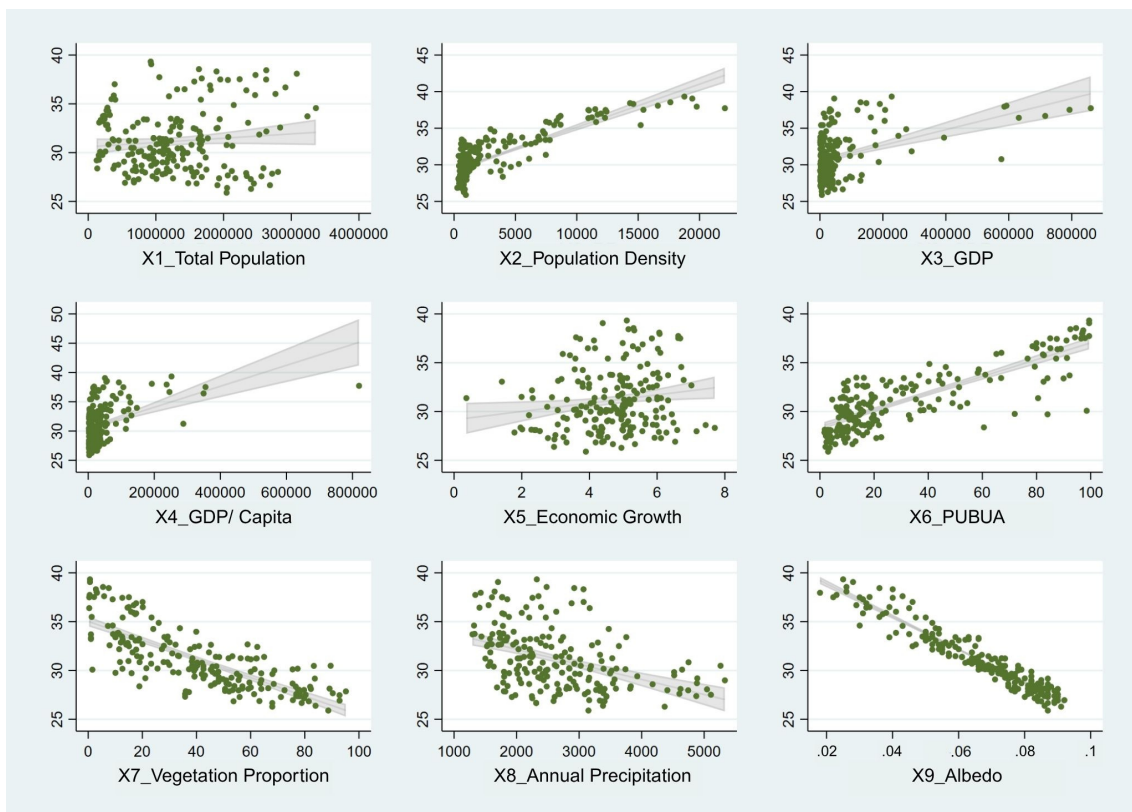 40
35
30
25
0 1000000 2000000 3000000 4000000
X1_Total Population
45
40
35
30
25
0 5000 10000 15000 20000
X2_Population Density
45
40
35
30
25
0 200000 400000 600000 800000
X3_GDP
50
45
40
35
30
25
0 200000 400000 600000 800000
X4_GDP/ Capita
40
35
30
25
0 2 4 6 8
X5_Economic Growth
40
35
30
25
0 20 40 60 80 100
X6_PUBUA
40
35
30
25
0 20 40 60 80 100
X7_Vegetation Proportion
40
35
30
25
1000 2000 3000 4000 5000
X8_Annual Precipitation
40
35
30
25
.02 .04 .06 .08 .1
X9_Albedo